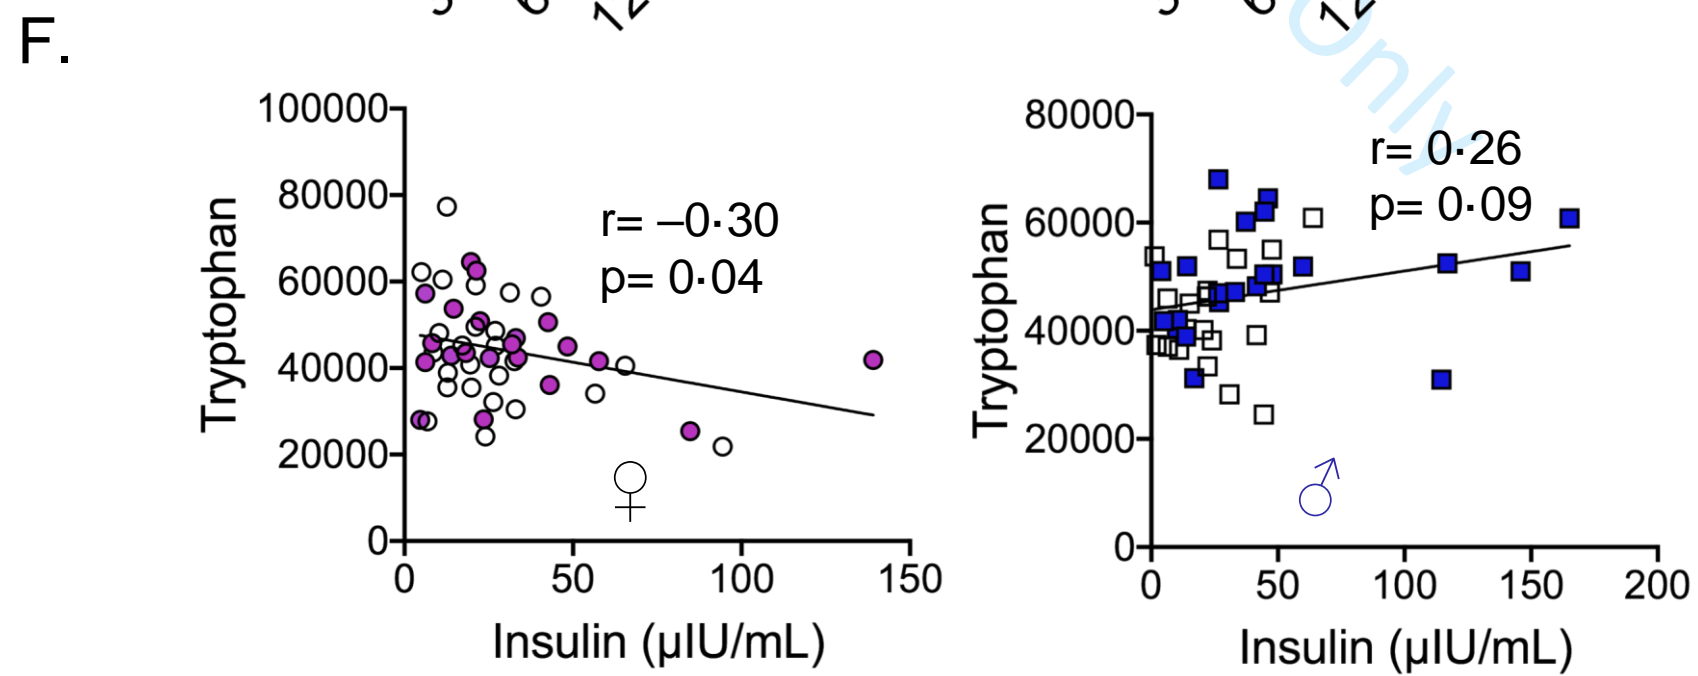 F.
Only
100000
80000
60000
40000
20000
0
Tryptophan
r= –0·30
p= 0·04
♀
0 50 100 150
Insulin (µIU/mL)
80000
60000
40000
20000
0
Tryptophan
r= 0·26
p= 0·09
♂
0 50 100 150 200
Insulin (µIU/mL)